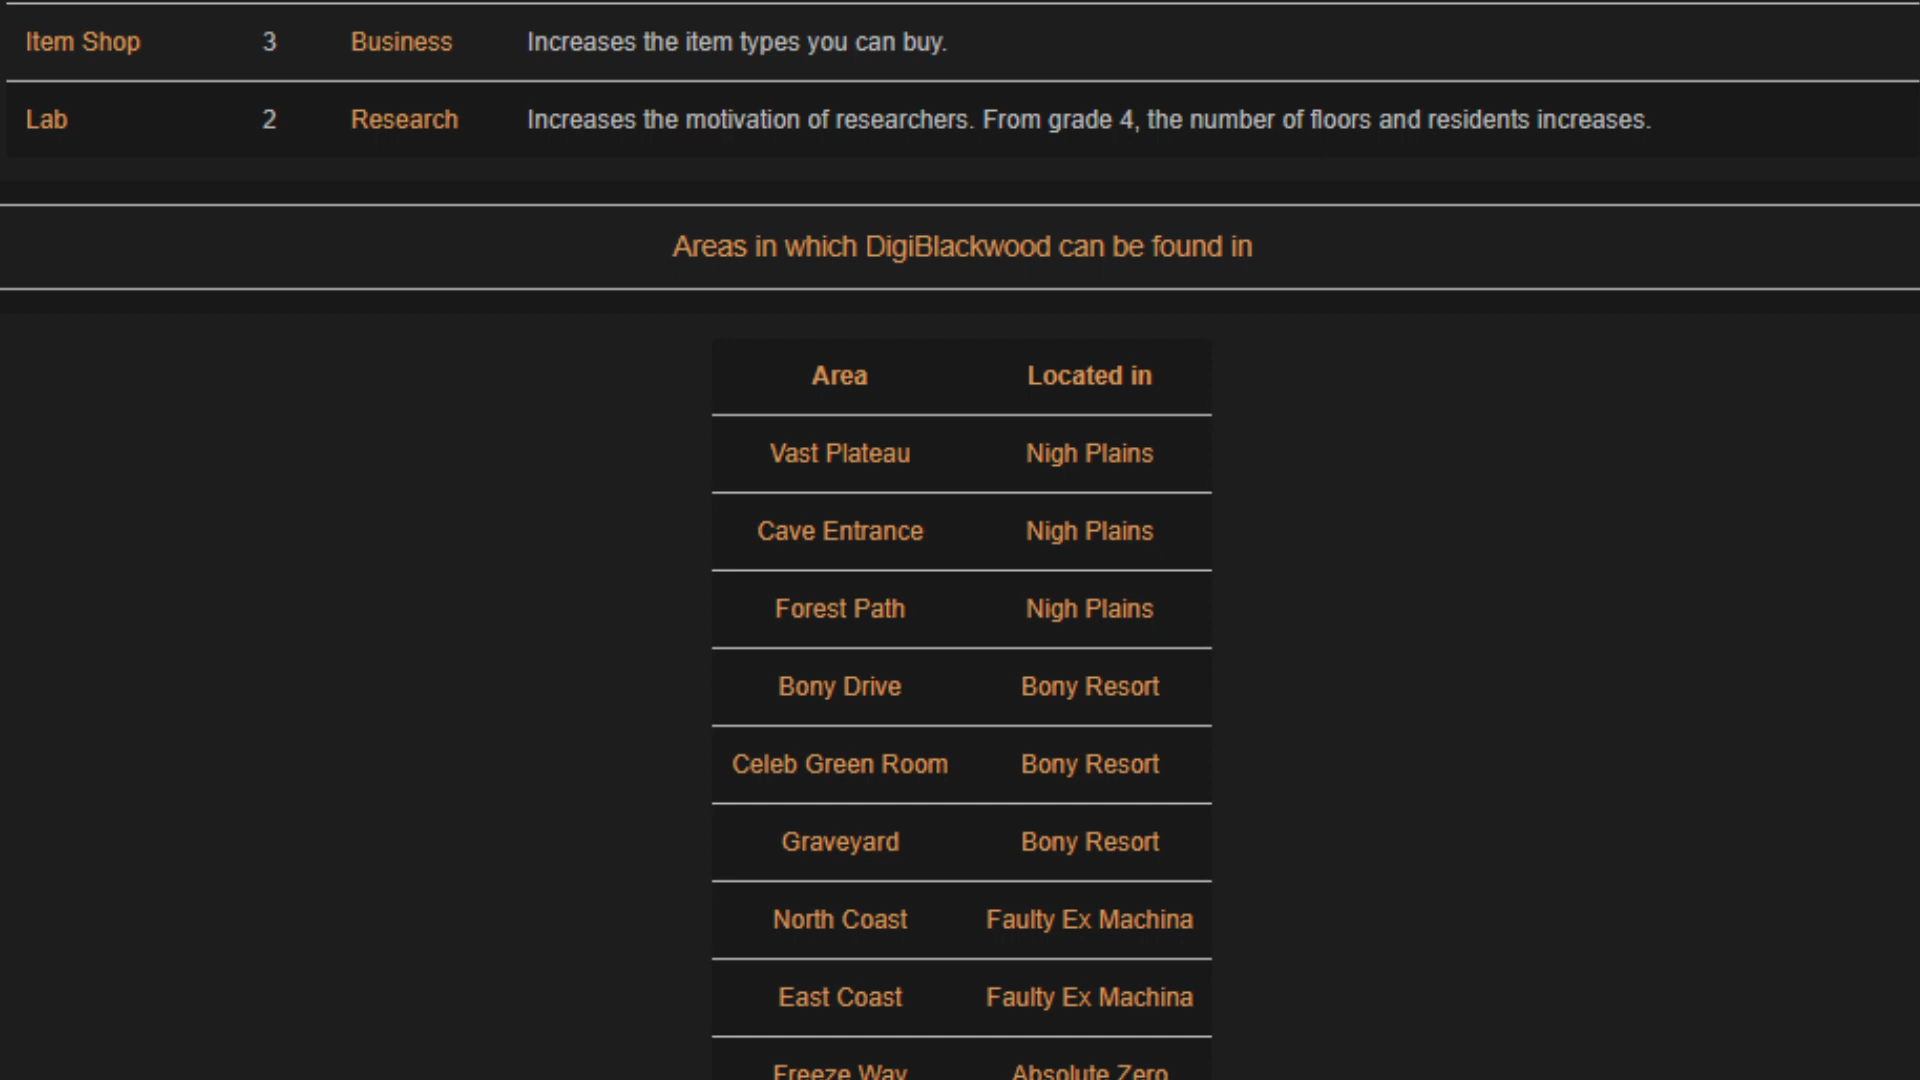 Item Shop 3 Business Increases the item types you can buy.
Lab 2 Research Increases the motivation of researchers. From grade 4, the number of floors and residents increases.
Areas in which DigiBlackwood can be found in
Area Located in
Vast Plateau Nigh Plains
Cave Entrance Nigh Plains
Forest Path Nigh Plains
Bony Drive Bony Resort
Celeb Green Room Bony Resort
Graveyard Bony Resort
North Coast Faulty Ex Machina
East Coast Faulty Ex Machina
Freeze Way Absolute Zero